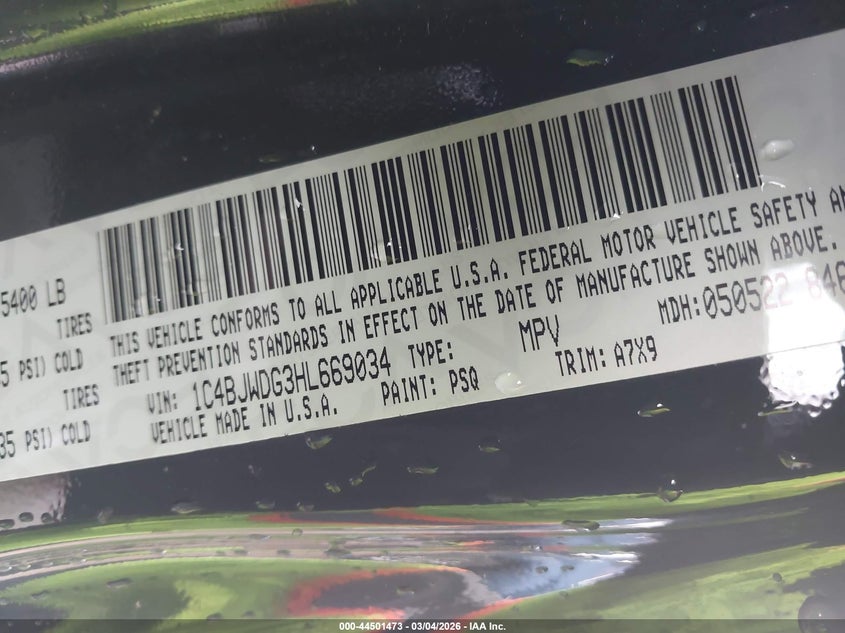 5400 LB
TIRES
5 PSI) COLD
TIRES
35 PSI) COLD
THIS VEHICLE CONFORMS TO ALL APPLICABLE U.S.A. FEDERAL MOTOR VEHICLE SAFETY
THEFT PREVENTION STANDARDS IN EFFECT ON THE DATE OF MANUFACTURE SHOWN ABOVE.
VIN: 1C4BJWDG3HL669034 TYPE: MPV MDH: 050522
VEHICLE MADE IN U.S.A. PAINT: PSQ TRIM: A7X9
000-44501473 - 03/04/2026 - IAA Inc.